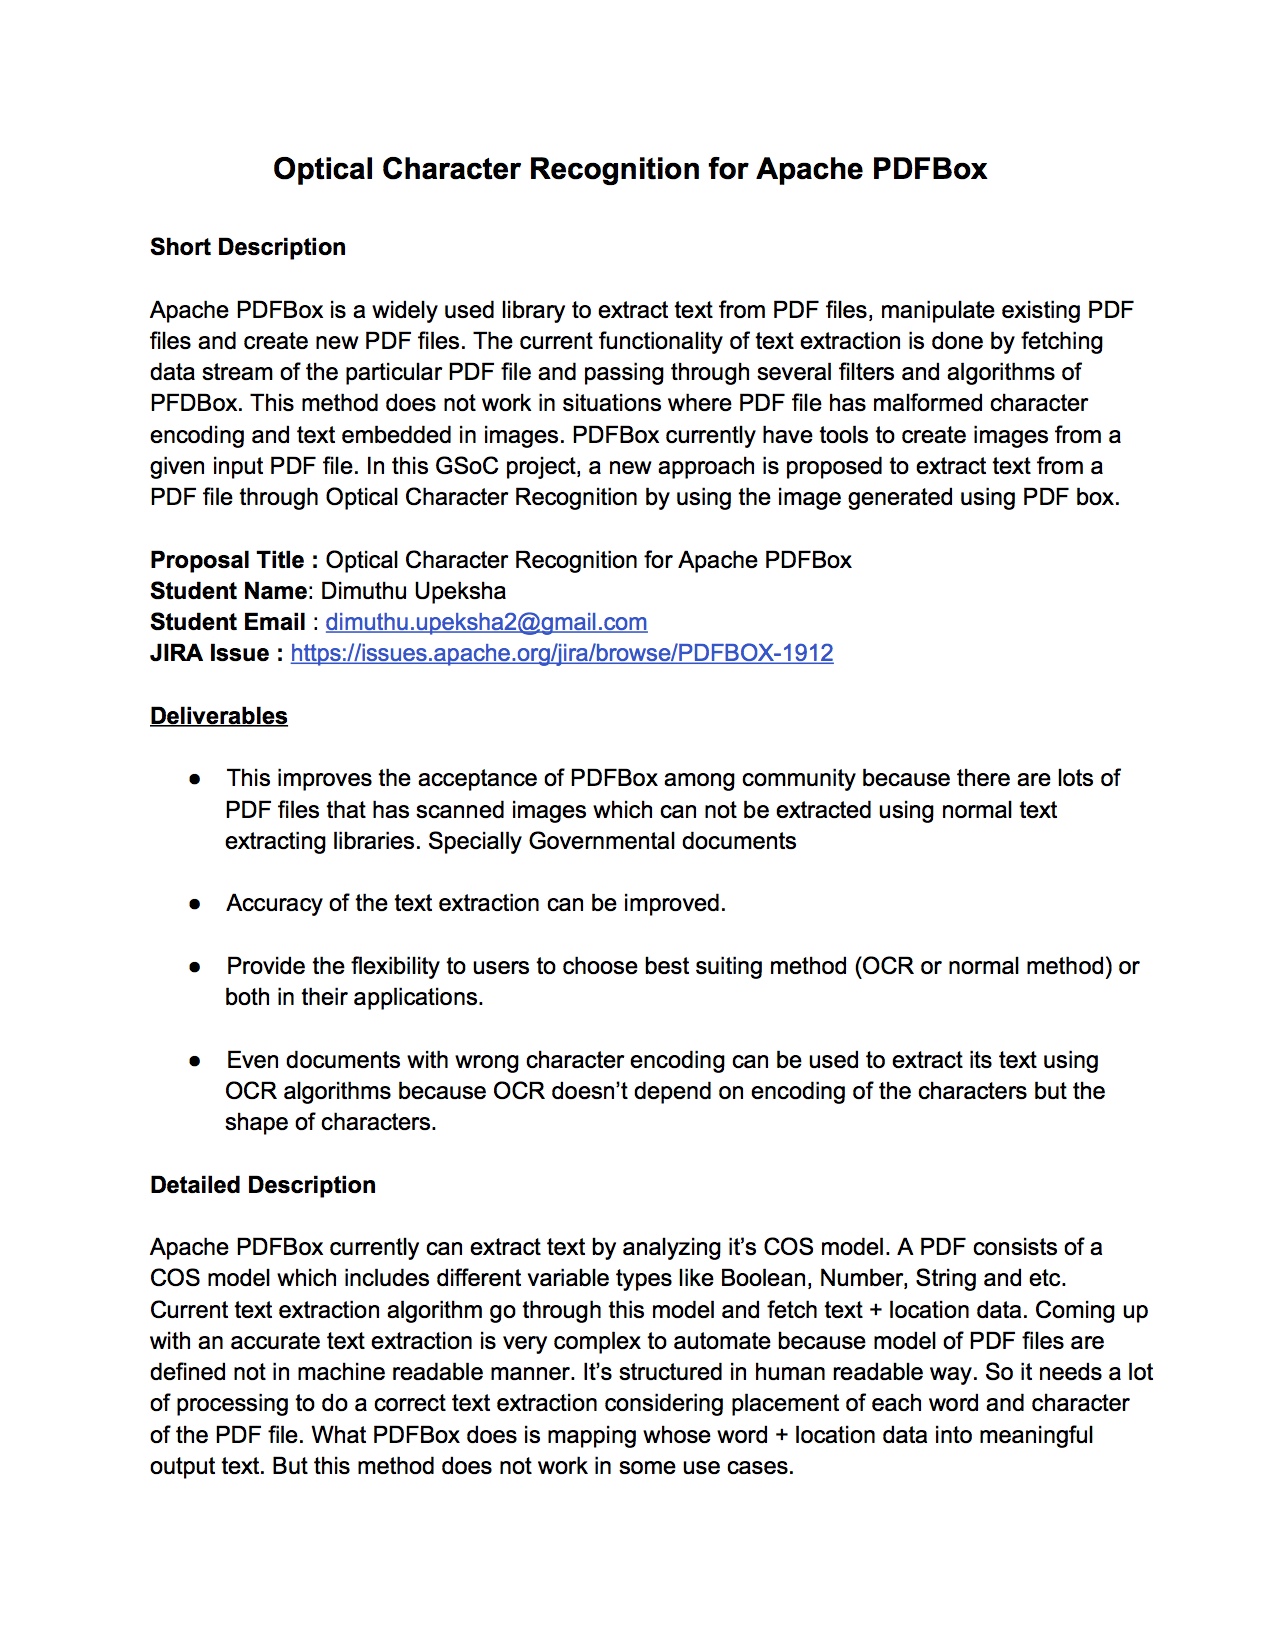 Optical Character Recognition for Apache PDFBox
Short Description
Apache PDFBox is a widely used library to extract text from PDF files, manipulate existing PDF
files and create new PDF files. The current functionality of text extraction is done by fetching
data stream of the particular PDF file and passing through several filters and algorithms of
PFDBox. This method does not work in situations where PDF file has malformed character
encoding and text embedded in images. PDFBox currently have tools to create images from a
given input PDF file. In this GSoC project, a new approach is proposed to extract text from a
PDF file through Optical Character Recognition by using the image generated using PDF box.
Proposal Title : Optical Character Recognition for Apache PDFBox
Student Name: Dimuthu Upeksha
Student Email : dimuthu.upeksha2@gmail.com
JIRA Issue : https://issues.apache.org/jira/browse/PDFBOX-1912
Deliverables
● This improves the acceptance of PDFBox among community because there are lots of
PDF files that has scanned images which can not be extracted using normal text
extracting libraries. Specially Governmental documents
● Accuracy of the text extraction can be improved.
● Provide the flexibility to users to choose best suiting method (OCR or normal method) or
both in their applications.
● Even documents with wrong character encoding can be used to extract its text using
OCR algorithms because OCR doesn’t depend on encoding of the characters but the
shape of characters.
Detailed Description
Apache PDFBox currently can extract text by analyzing it’s COS model. A PDF consists of a
COS model which includes different variable types like Boolean, Number, String and etc.
Current text extraction algorithm go through this model and fetch text + location data. Coming up
with an accurate text extraction is very complex to automate because model of PDF files are
defined not in machine readable manner. It’s structured in human readable way. So it needs a lot
of processing to do a correct text extraction considering placement of each word and character
of the PDF file. What PDFBox does is mapping whose word + location data into meaningful
output text. But this method does not work in some use cases.